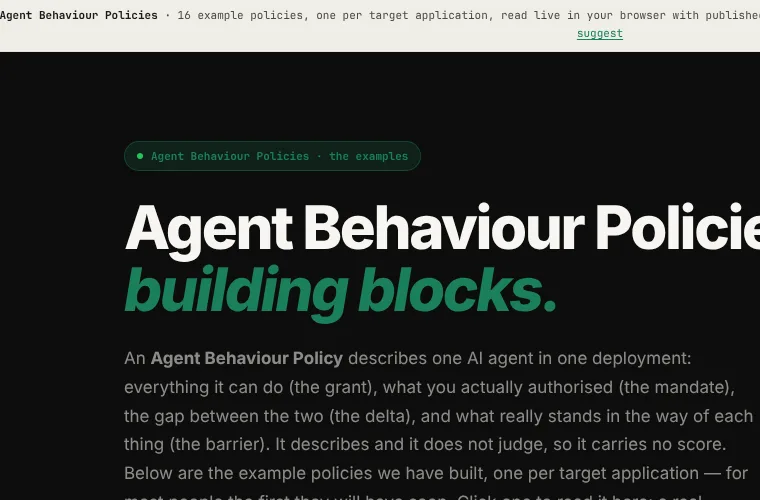 Agent Behaviour Policies · 16 example policies, one per target application, read live in your browser with
suggest
Agent Behaviour Policies · the examples
Agent Behaviour
building blocks.
An Agent Behaviour Policy describes one AI agent in one deployment:
everything it can do (the grant), what you actually authorised (the mandate),
the gap between the two (the delta), and what really stands in the way of each
thing (the barrier). It describes and it does not judge, so it carries no score.
Below are the example policies we have built, one per target application — for